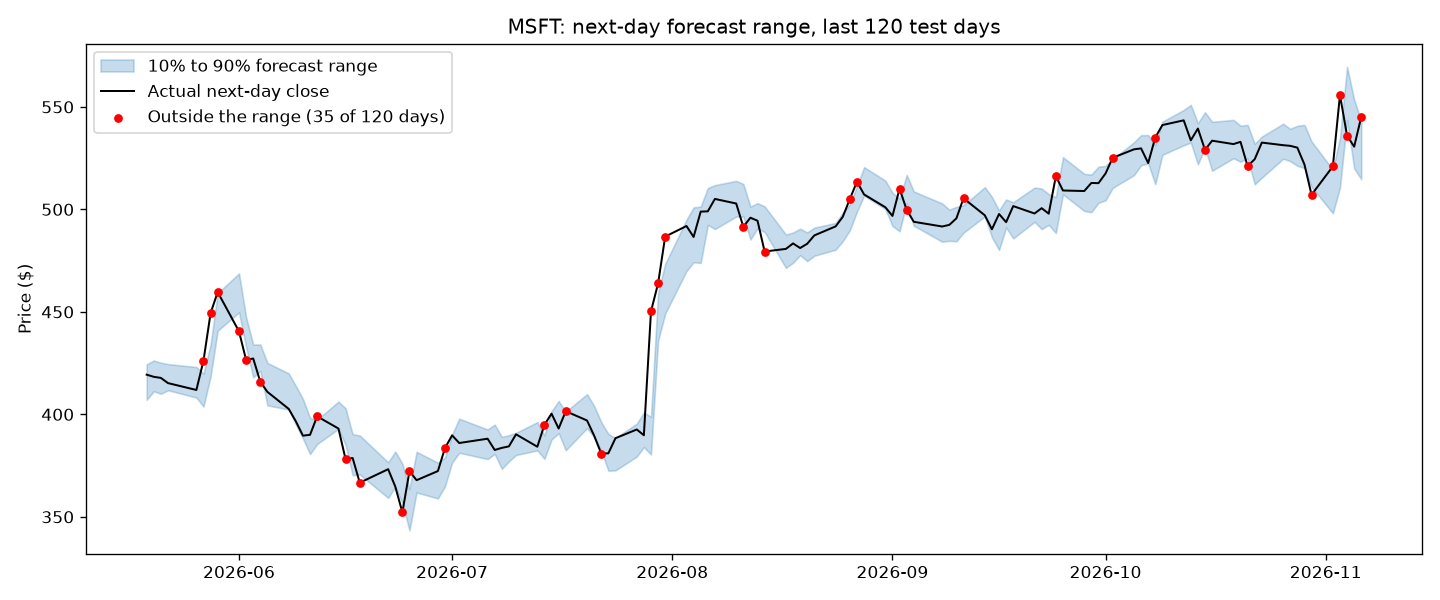 MSFT: next-day forecast range, last 120 test days
10% to 90% forecast range
Actual next-day close
Outside the range (35 of 120 days)
Price ($)
550
500
450
400
350
2026-06
2026-07
2026-08
2026-09
2026-10
2026-11